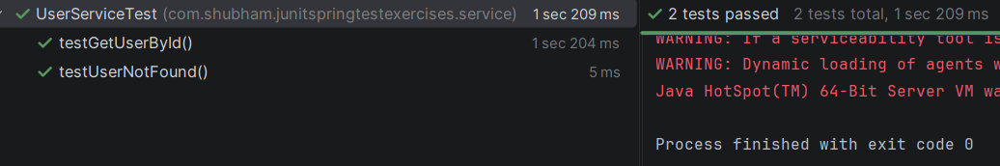 UserServiceTest (com.shubham.junitspringtestexercises.service) 1 sec 209 ms
testGetUserById() 1 sec 204 ms
testUserNotFound() 5 ms
2 tests passed 2 tests total, 1 sec 209 ms
WARNING: If a serviceability tool is
WARNING: Dynamic loading of agents w
Java HotSpot(TM) 64-Bit Server VM wa
Process finished with exit code 0